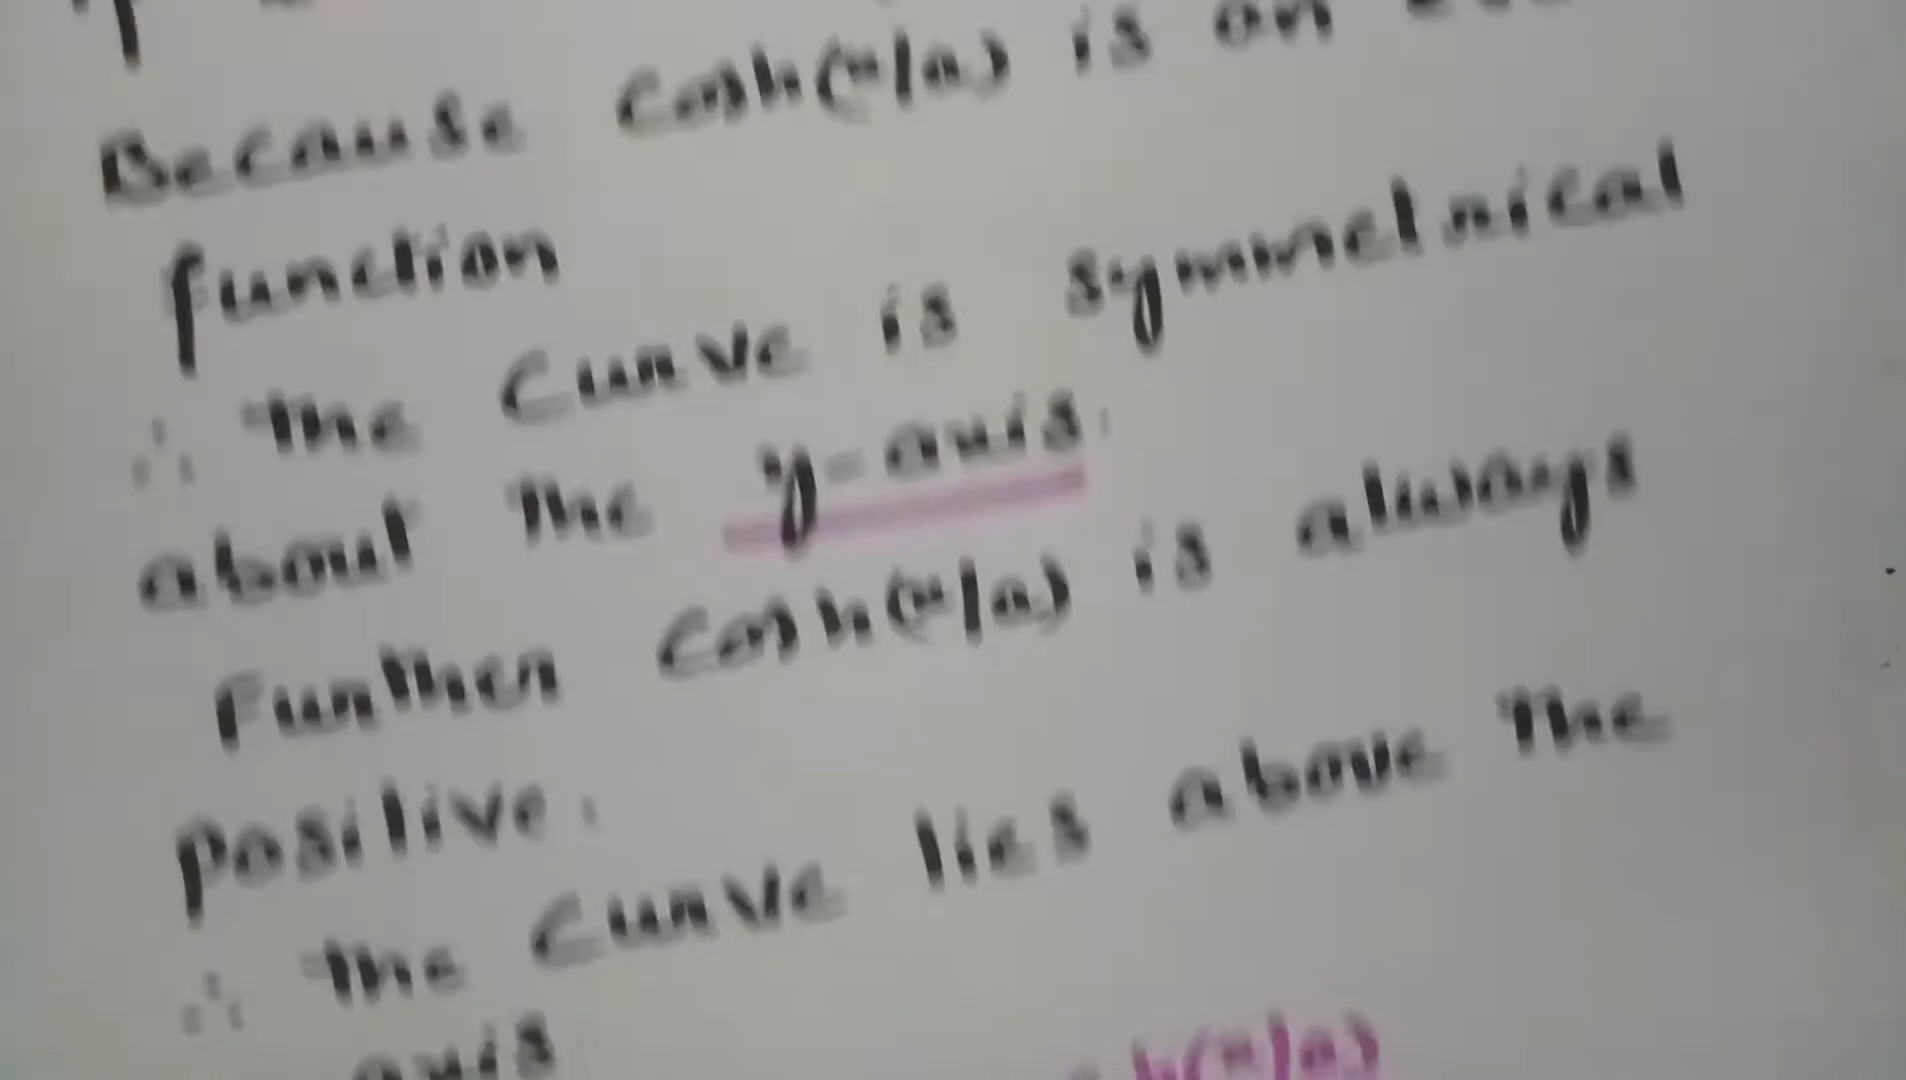 Because cosh(x/a) is an
function
∴ the curve is symmetrical
about the y-axis.
Further cosh(x/a) is always
positive.
∴ the curve lies above the
axis
h(x/a)